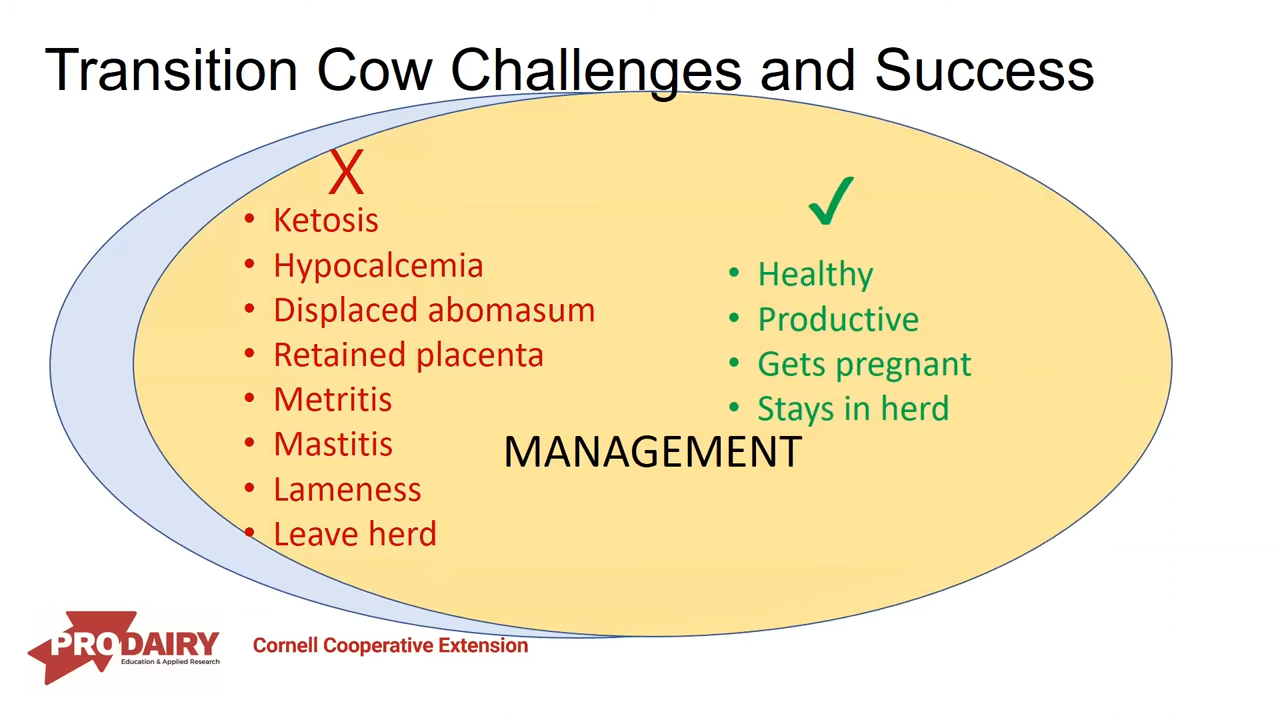 Transition Cow Challenges and Success
X
• Ketosis
• Hypocalcemia
• Displaced abomasum
• Retained placenta
• Metritis
• Mastitis
• Lameness
• Leave herd
✓
• Healthy
• Productive
• Gets pregnant
• Stays in herd
MANAGEMENT
PRODAIRY
Education & Applied Research
Cornell Cooperative Extension